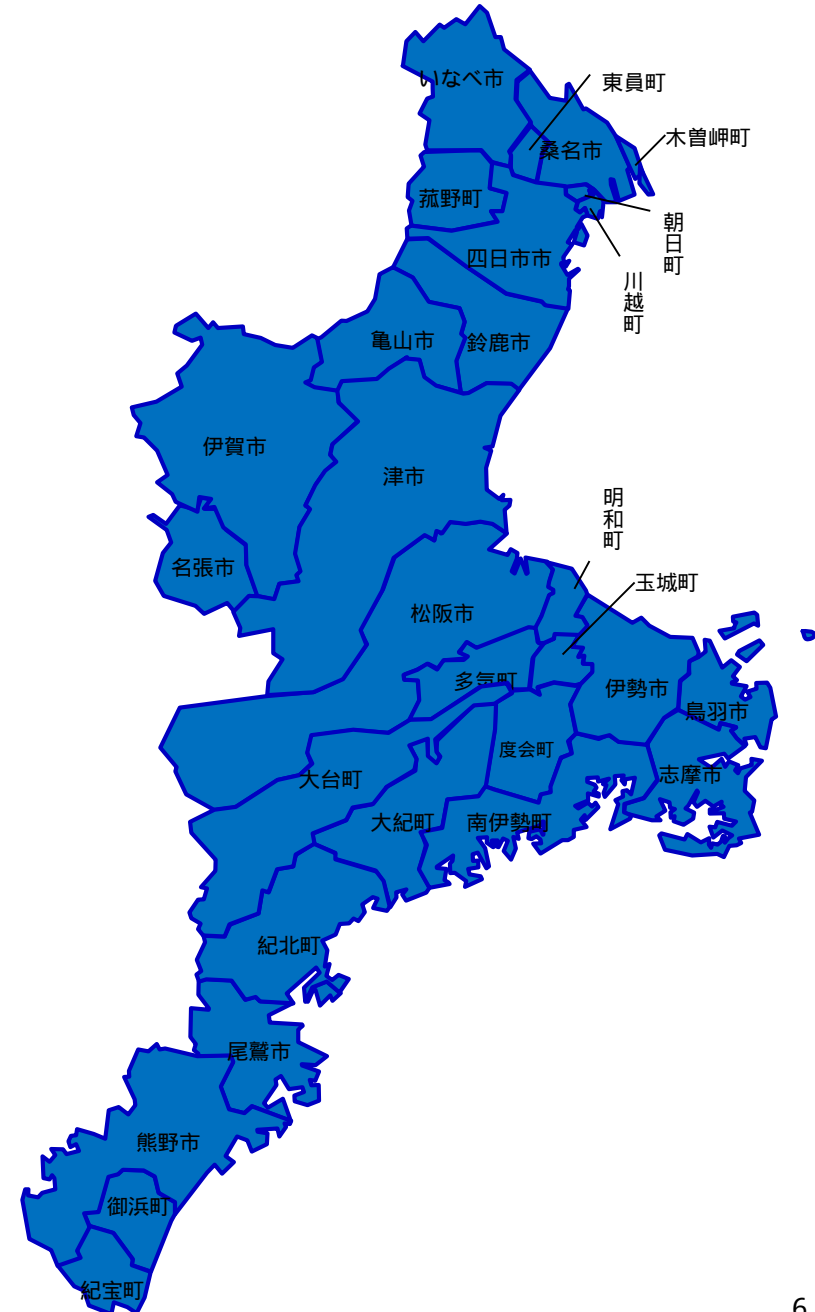 いなべ市
東員町
木曽岬町
桑名市
菰野町
朝日町
四日市市
川越町
亀山市
鈴鹿市
伊賀市
津市
明和町
名張市
玉城町
松阪市
多気町
伊勢市
鳥羽市
度会町
志摩市
大台町
大紀町
南伊勢町
紀北町
尾鷲市
熊野市
御浜町
紀宝町
6